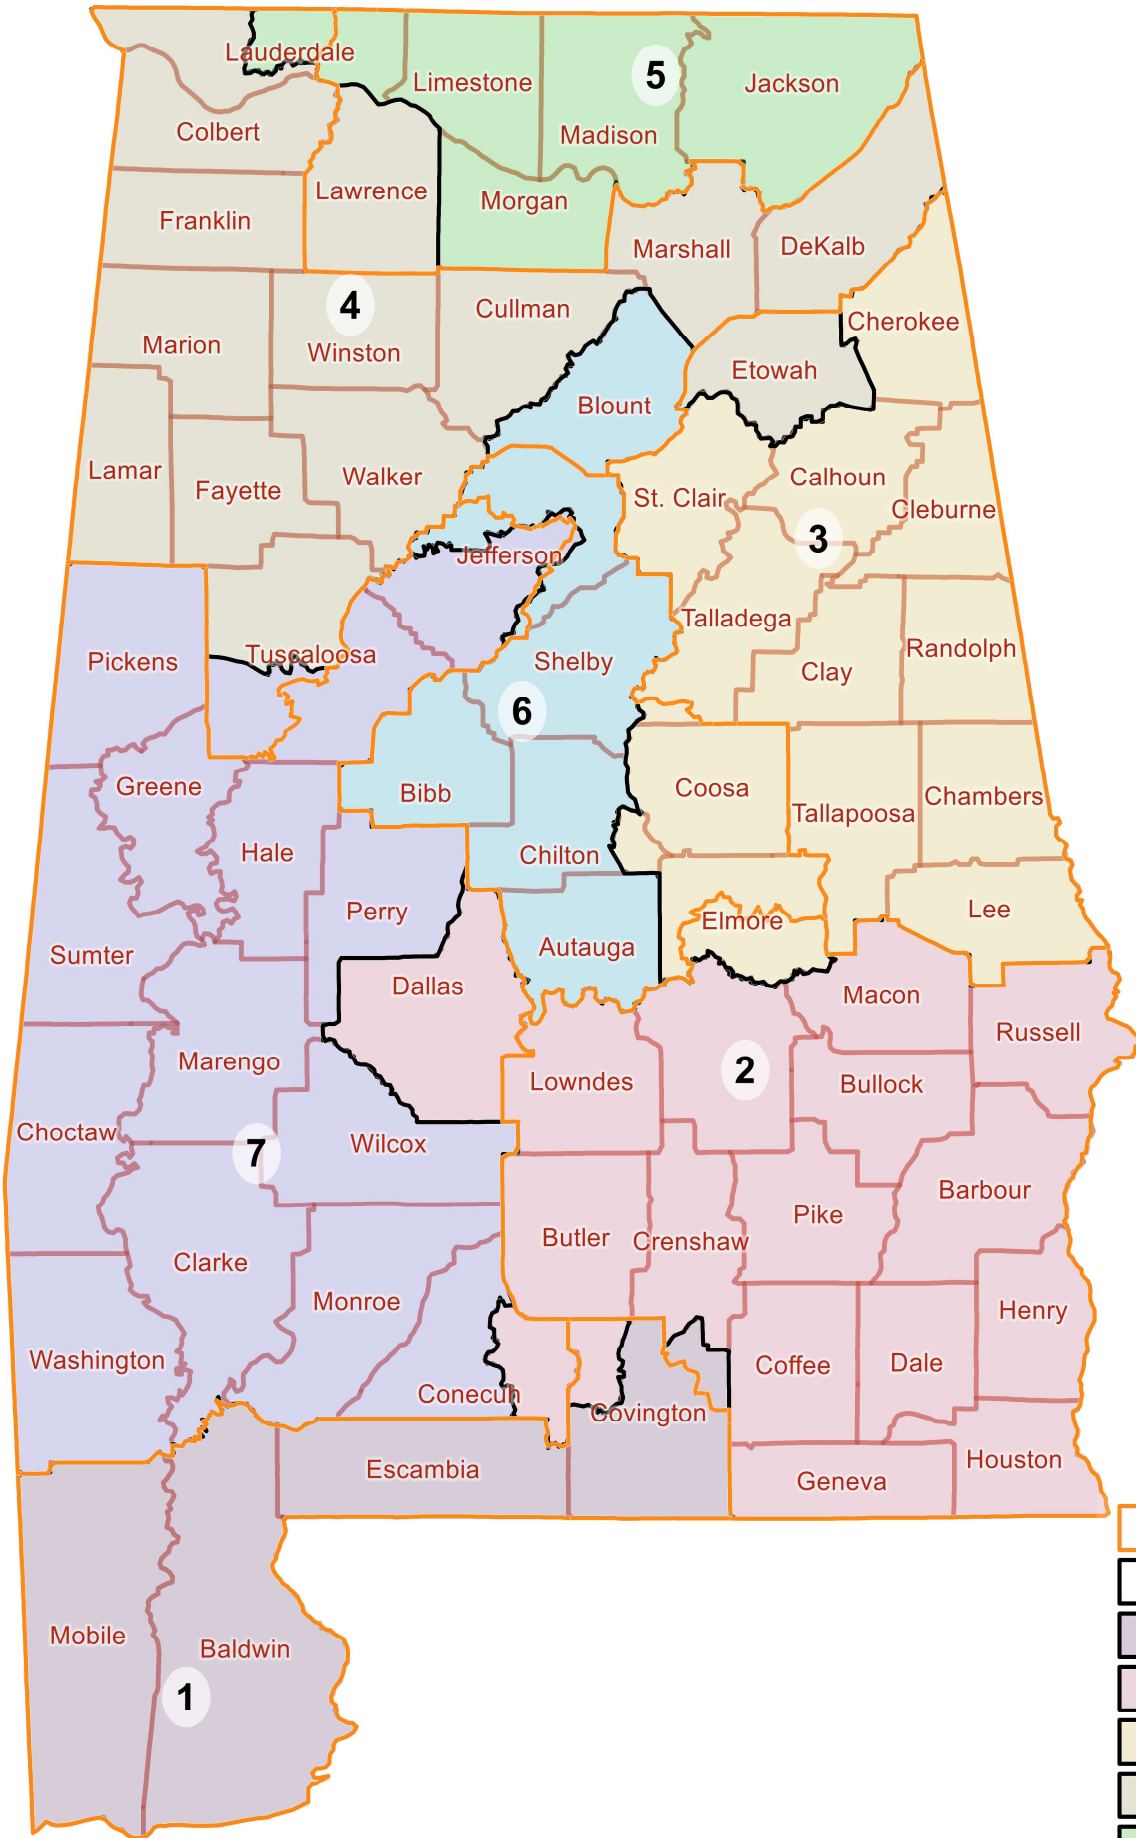 Lauderdale
Limestone
5
Jackson
Colbert
Madison
Lawrence
Morgan
Franklin
Marshall
DeKalb
4
Cullman
Cherokee
Marion
Winston
Etowah
Blount
Lamar
Fayette
Walker
St. Clair
Calhoun
Cleburne
3
Jefferson
Talladega
Pickens
Tuscaloosa
Shelby
Clay
Randolph
6
Greene
Bibb
Coosa
Tallapoosa
Chambers
Hale
Chilton
Perry
Elmore
Lee
Sumter
Autauga
Dallas
Macon
Russell
Marengo
Lowndes
2
Bullock
Choctaw
7
Wilcox
Barbour
Clarke
Butler
Crenshaw
Pike
Monroe
Henry
Washington
Conecuh
Covington
Coffee
Dale
Escambia
Geneva
Houston
Mobile
Baldwin
1